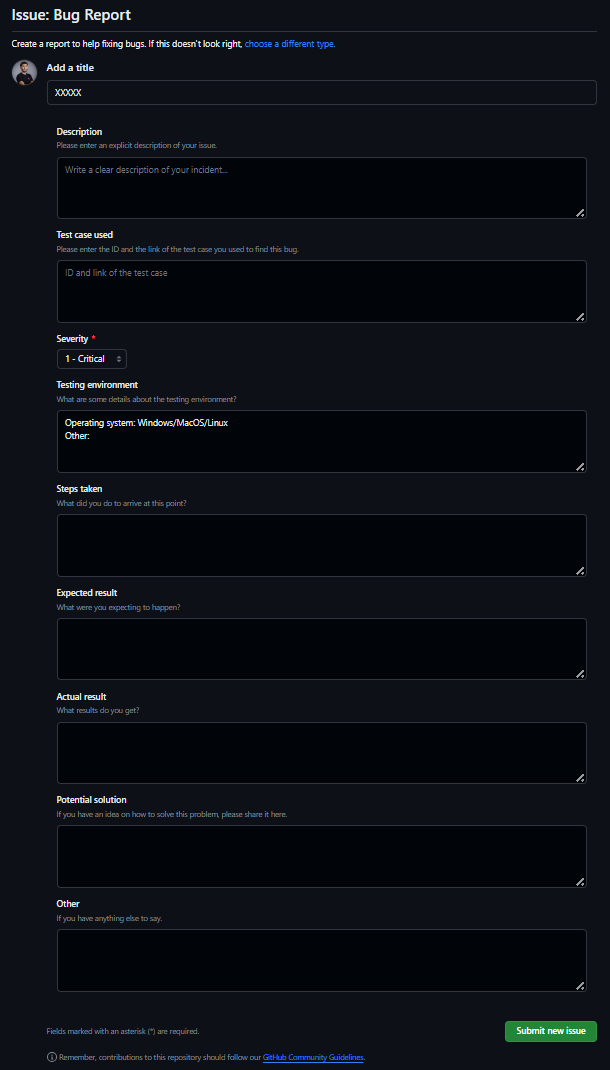 Issue: Bug Report
Create a report to help fixing bugs. If this doesn't look right, choose a different type.
Add a title
XXXXX
Description
Please enter an explicit description of your issue.
Write a clear description of your incident...
Test case used
Please enter the ID and the link of the test case you used to find this bug.
ID and link of the test case
Severity *
1 - Critical
Testing environment
What are some details about the testing environment?
Operating system: Windows/MacOS/Linux
Other:
Steps taken
What did you do to arrive at this point?
Expected result
What were you expecting to happen?
Actual result
What results do you get?
Potential solution
If you have an idea on how to solve this problem, please share it here.
Other
If you have anything else to say.
Fields marked with an asterisk (*) are required.
Submit new issue
Remember, contributions to this repository should follow our GitHub Community Guidelines.